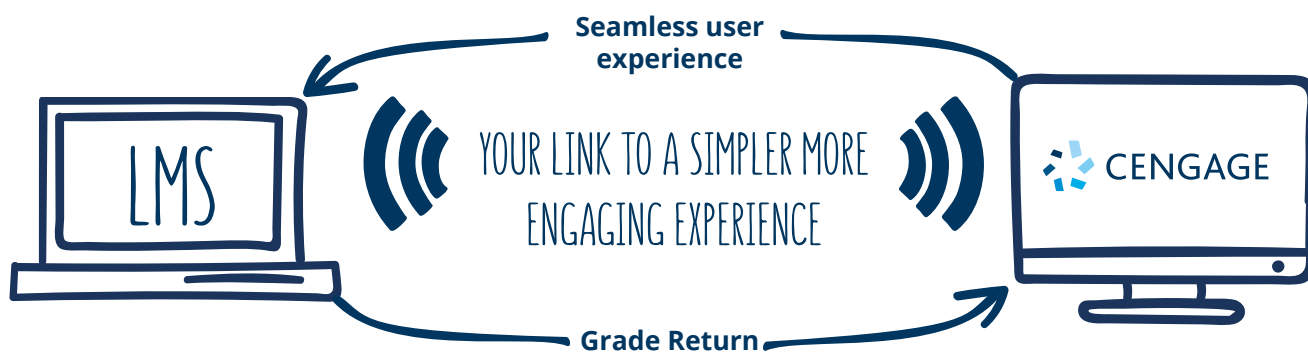 Seamless user
experience
LMS
YOUR LINK TO A SIMPLER MORE
ENGAGING EXPERIENCE
CENGAGE
Grade Return